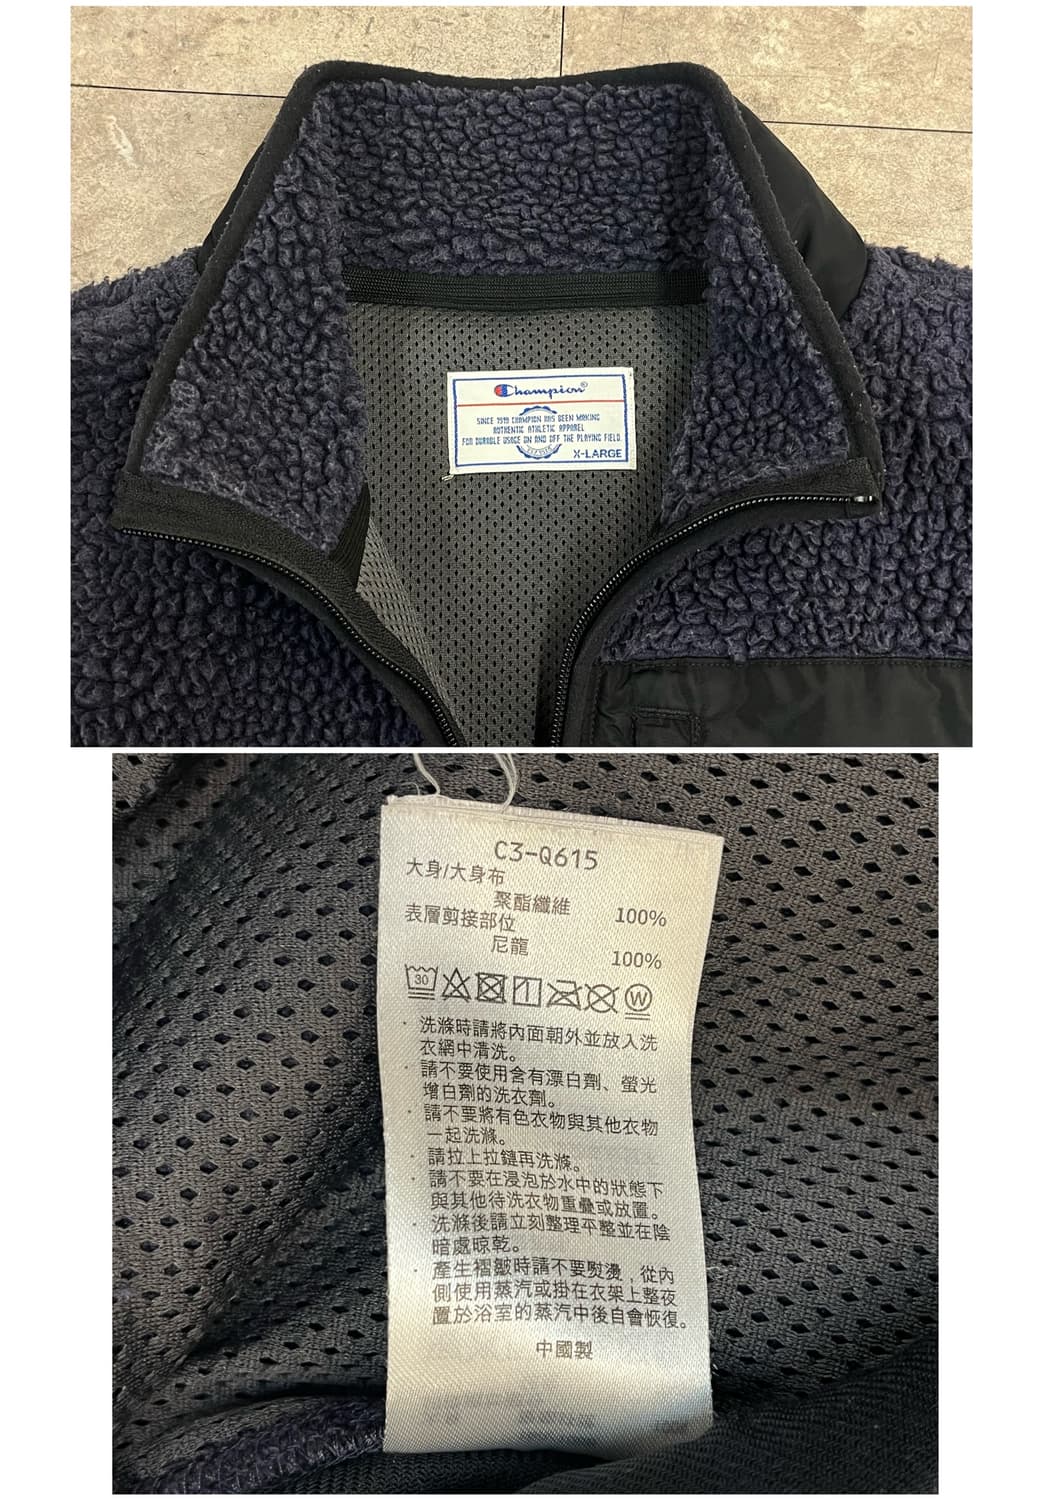 Champion®
SINCE 1919 CHAMPION HAS BEEN MAKING
AUTHENTIC ATHLETIC APPAREL
FOR DURABLE USAGE ON AND OFF THE PLAYING FIELD.
X-LARGE
C3-Q615
大身/大身布
聚酯纖維 100%
表層剪接部位
尼龍 100%
30
W
· 洗滌時請將內面朝外並放入洗
衣網中清洗。
· 請不要使用含有漂白劑、螢光
增白劑的洗衣劑。
· 請不要將有色衣物與其他衣物
一起洗滌。
· 請拉上拉鏈再洗滌。
· 請不要在浸泡於水中的狀態下
與其他待洗衣物重疊或放置。
· 洗滌後請立刻整理平整並在陰
暗處晾乾。
· 產生褶皺時請不要熨燙，從內
側使用蒸汽或掛在衣架上整夜
置於浴室的蒸汽中後自會恢復。
中國製